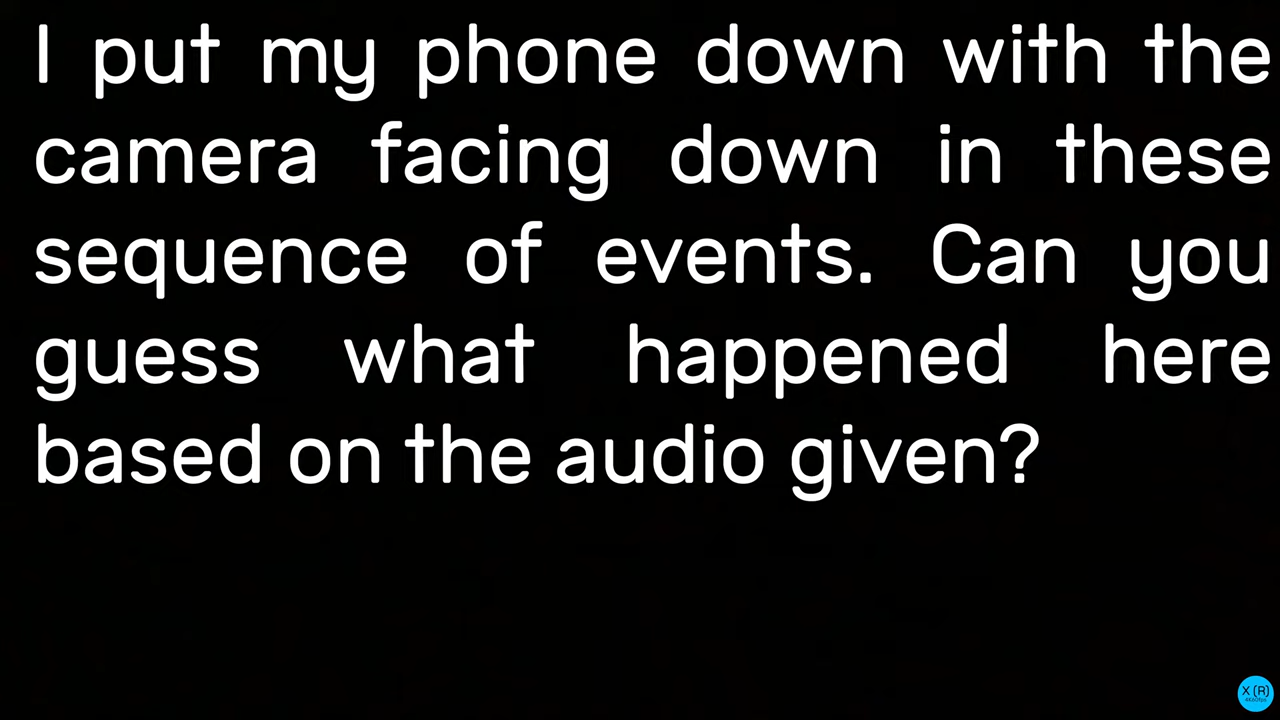 I put my phone down with the
camera facing down in these
sequence of events. Can you
guess what happened here
based on the audio given?
X (R)